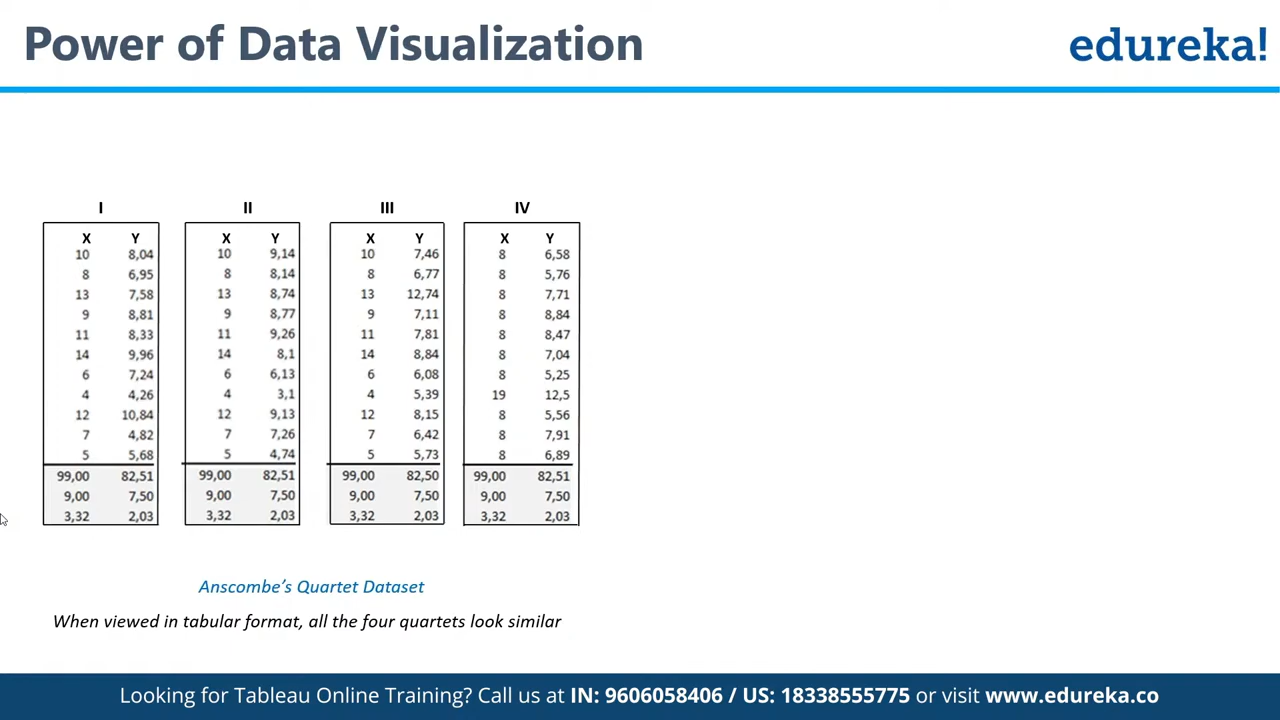 Power of Data Visualization
edureka!
I II III IV
X Y X Y X Y X Y
10 8,04 10 9,14 10 7,46 8 6,58
8 6,95 8 8,14 8 6,77 8 5,76
13 7,58 13 8,74 13 12,74 8 7,71
9 8,81 9 8,77 9 7,11 8 8,84
11 8,33 11 9,26 11 7,81 8 8,47
14 9,96 14 8,1 14 8,84 8 7,04
6 7,24 6 6,13 6 6,08 8 5,25
4 4,26 4 3,1 4 5,39 19 12,5
12 10,84 12 9,13 12 8,15 8 5,56
7 4,82 7 7,26 7 6,42 8 7,91
5 5,68 5 4,74 5 5,73 8 6,89
99,00 82,51 99,00 82,51 99,00 82,50 99,00 82,51
9,00 7,50 9,00 7,50 9,00 7,50 9,00 7,50
3,32 2,03 3,32 2,03 3,32 2,03 3,32 2,03
Anscombe’s Quartet Dataset
When viewed in tabular format, all the four quartets look similar
Looking for Tableau Online Training? Call us at IN: 9606058406 / US: 18338555775 or visit www.edureka.co